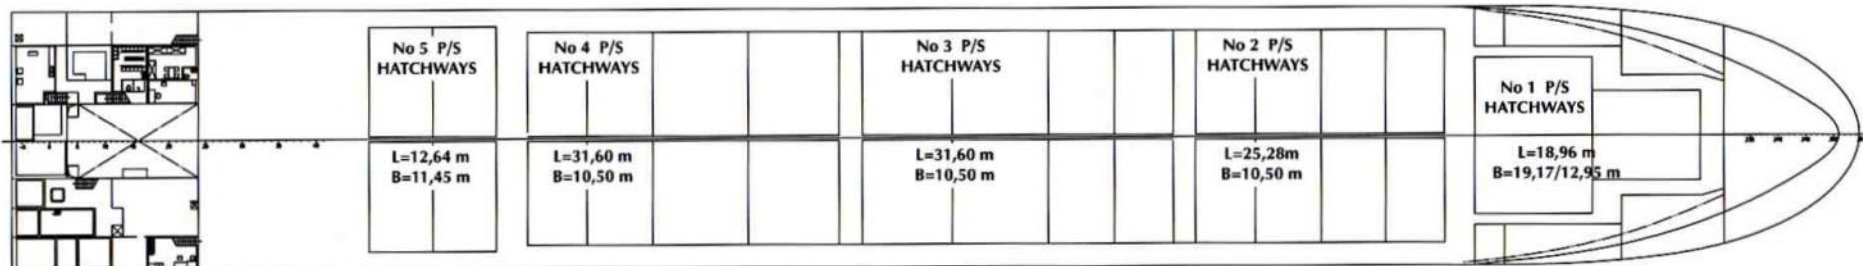 No 5 P/S
HATCHWAYS
No 4 P/S
HATCHWAYS
No 3 P/S
HATCHWAYS
No 2 P/S
HATCHWAYS
No 1 P/S
HATCHWAYS
L=12,64 m
B=11,45 m
L=31,60 m
B=10,50 m
L=31,60 m
B=10,50 m
L=25,28m
B=10,50 m
L=18,96 m
B=19,17/12,95 m